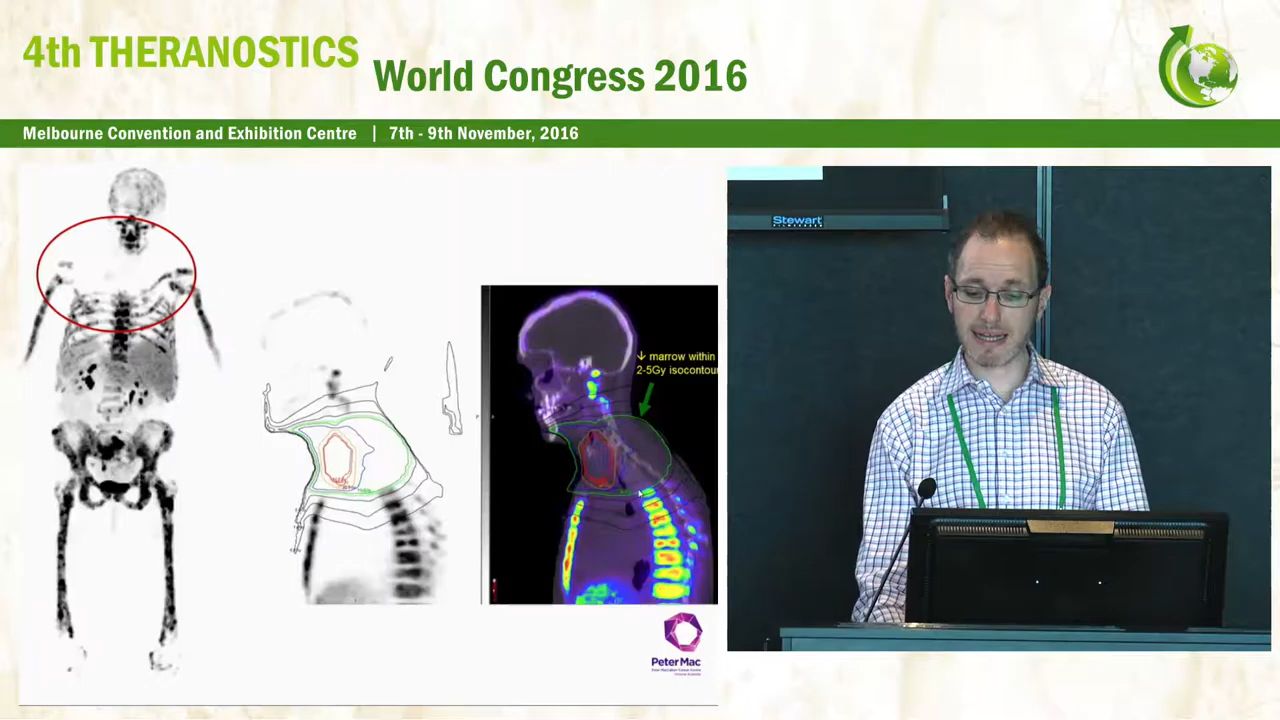 4th THERANOSTICS
World Congress 2016
Melbourne Convention and Exhibition Centre | 7th - 9th November, 2016
Stewart
↓ marrow within
2-5Gy isocontou
Peter Mac